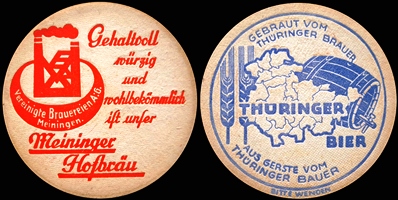 Gehaltvoll
würzig
und
wohlbekömmlich
ist unser
Meininger
Hofbräu
Vereinigte Brauereien A.G.
Meiningen.
GEBRAUT VOM
THÜRINGER BRAUER
THÜRINGER
BIER
AUS GERSTE VOM
THÜRINGER BAUER
BITTE WENDEN